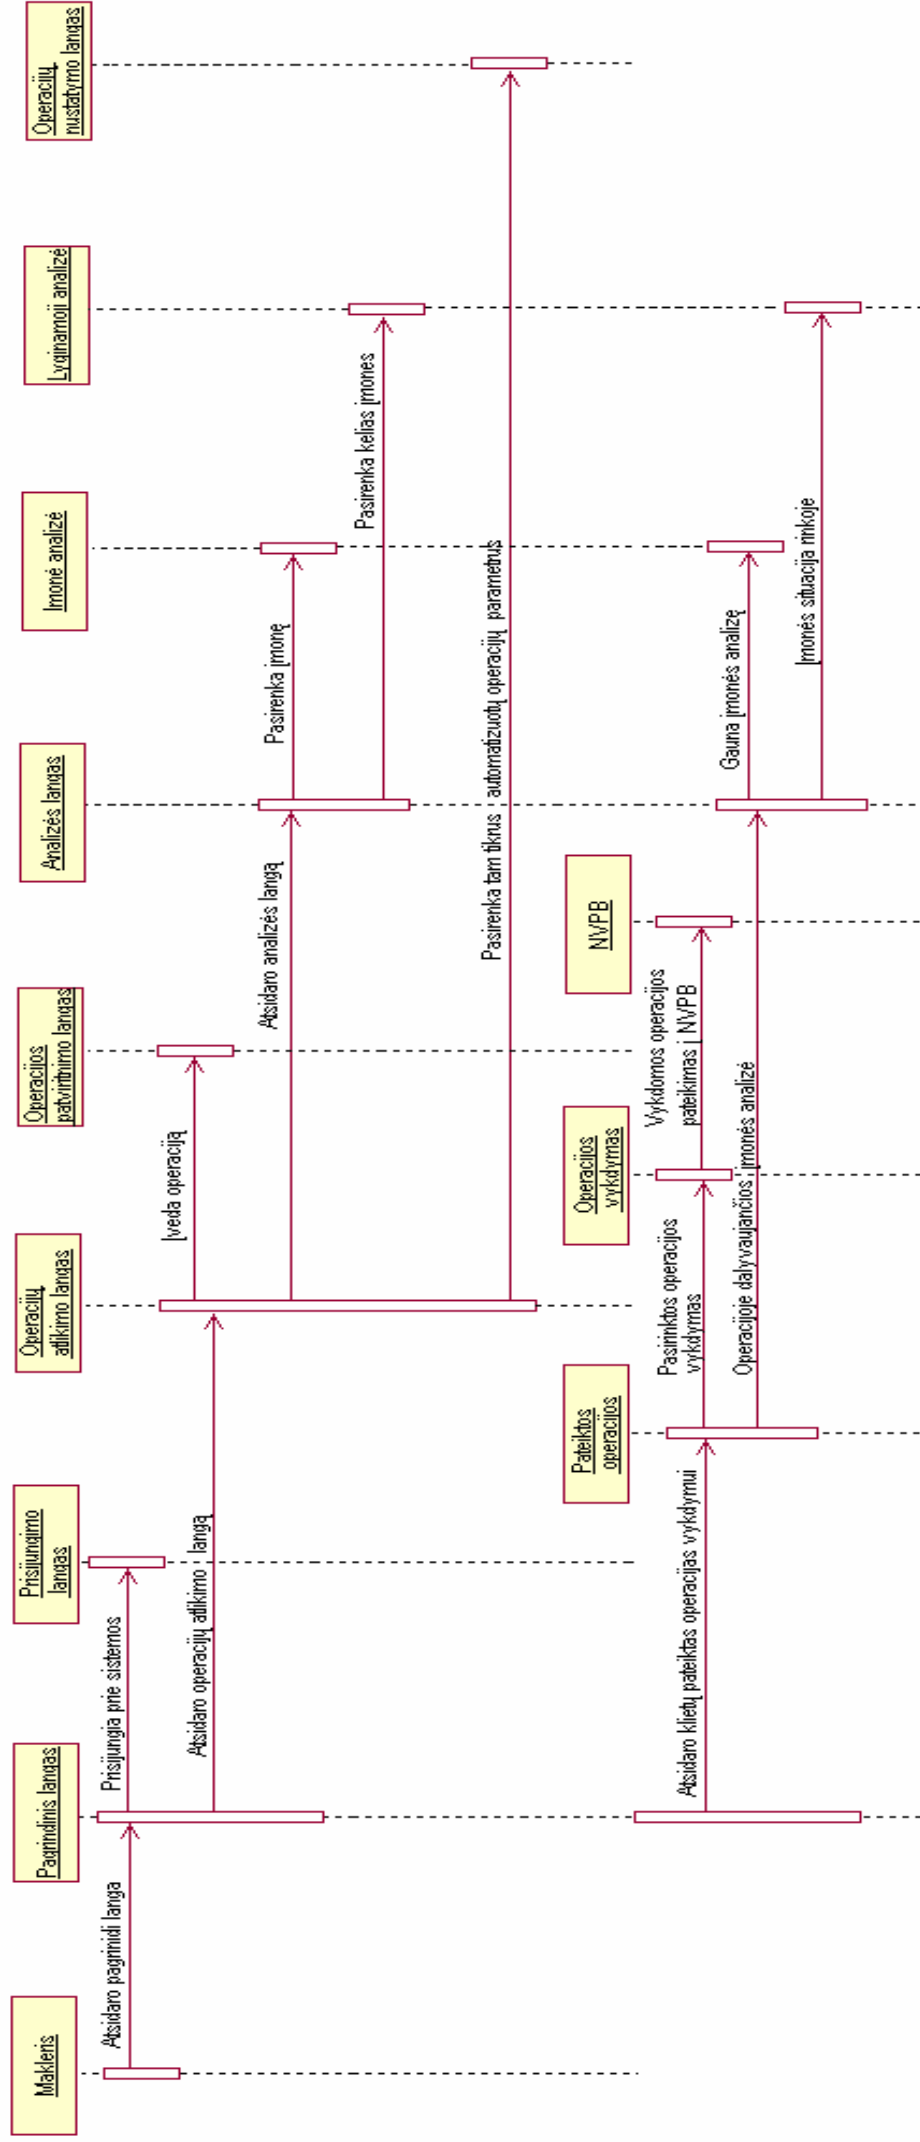 Makleris
Pagrindinis langas
Prisijungimo
langas
Operacijų
atlikimo langas
Operacijos
patvirtinimo langas
Analizės langas
Imonė analizė
Lyginamoji analizė
Operacijų
nustatymo langas
Atsidaro pagrinidi langa
Prisijungia prie sistemos
Atsidaro operacijų atlikimo langą
Įveda operaciją
Atsidaro analizės langą
Pasirenka įmonę
Pasirenka kelias įmones
Pasirenka tam tikrus automatizuotų operacijų parametrus
Pateiktos
operacijos
Operacijos
vykdymas
NVPB
Atsidaro klietų pateiktas operacijas vykdymui
Pasirinktos operacijos
vykdymas
Vykdomos operacijos
pateikimas į NVPB
Operacijoje dalyvaujančios įmonės analizė
Gauna įmonės analizę
Įmonės situacija rinkoje